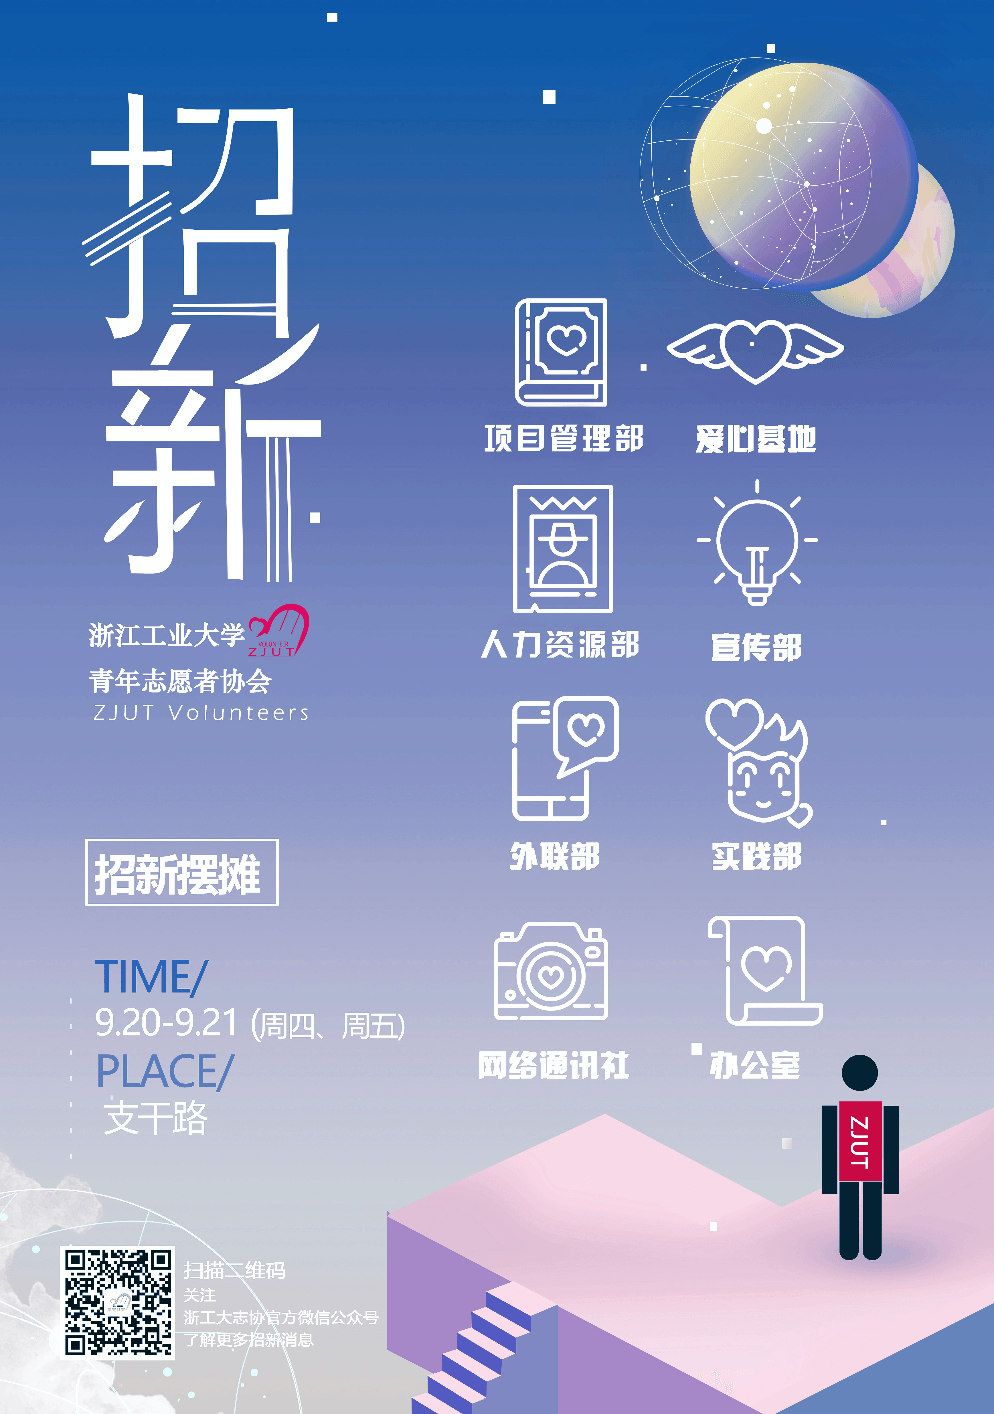 招新
浙江工业大学
VOLUNTEER
ZJUT
青年志愿者协会
ZJUT Volunteers
项目管理部
爱心基地
人力资源部
宣传部
外联部
实践部
网络通讯社
办公室
招新摆摊
TIME/
9.20-9.21 (周四、周五)
PLACE/
支干路
ZJUT
扫描二维码
关注
浙工大志协官方微信公众号
了解更多招新消息